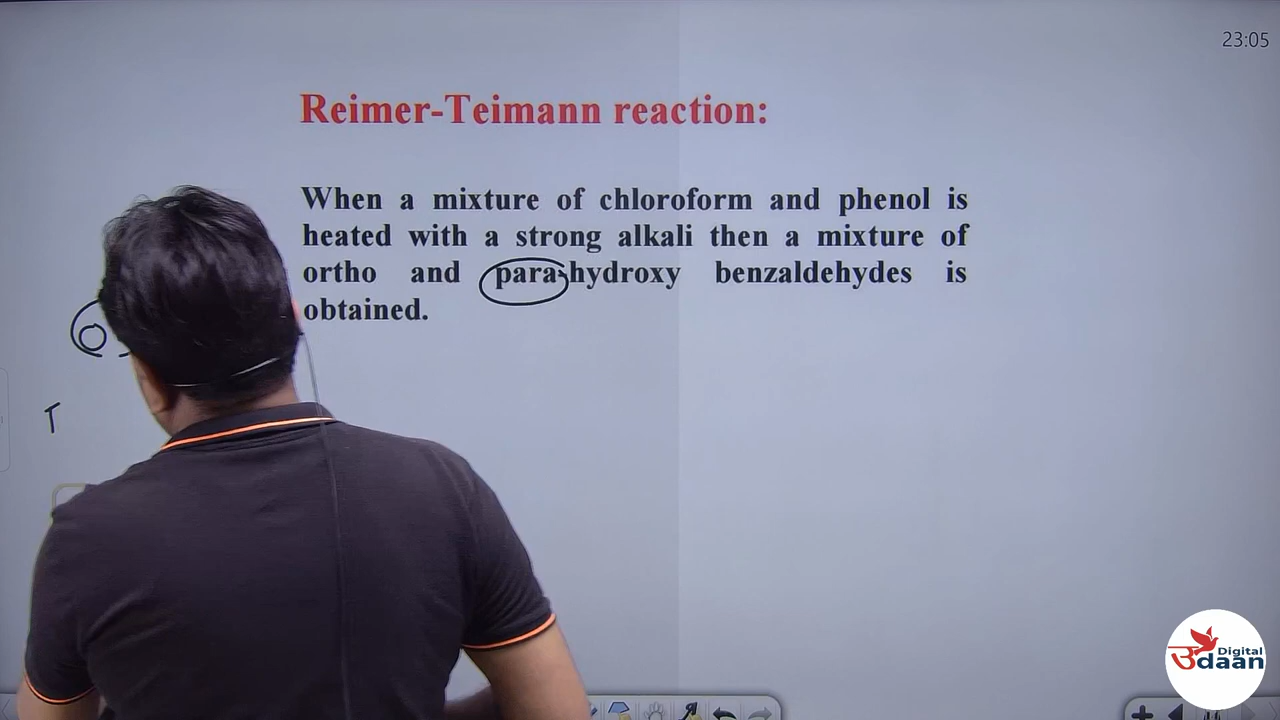 23:05
Reimer-Teimann reaction:
When a mixture of chloroform and phenol is
heated with a strong alkali then a mixture of
ortho and para-hydroxy benzaldehydes is
obtained.
Digital
उdaan